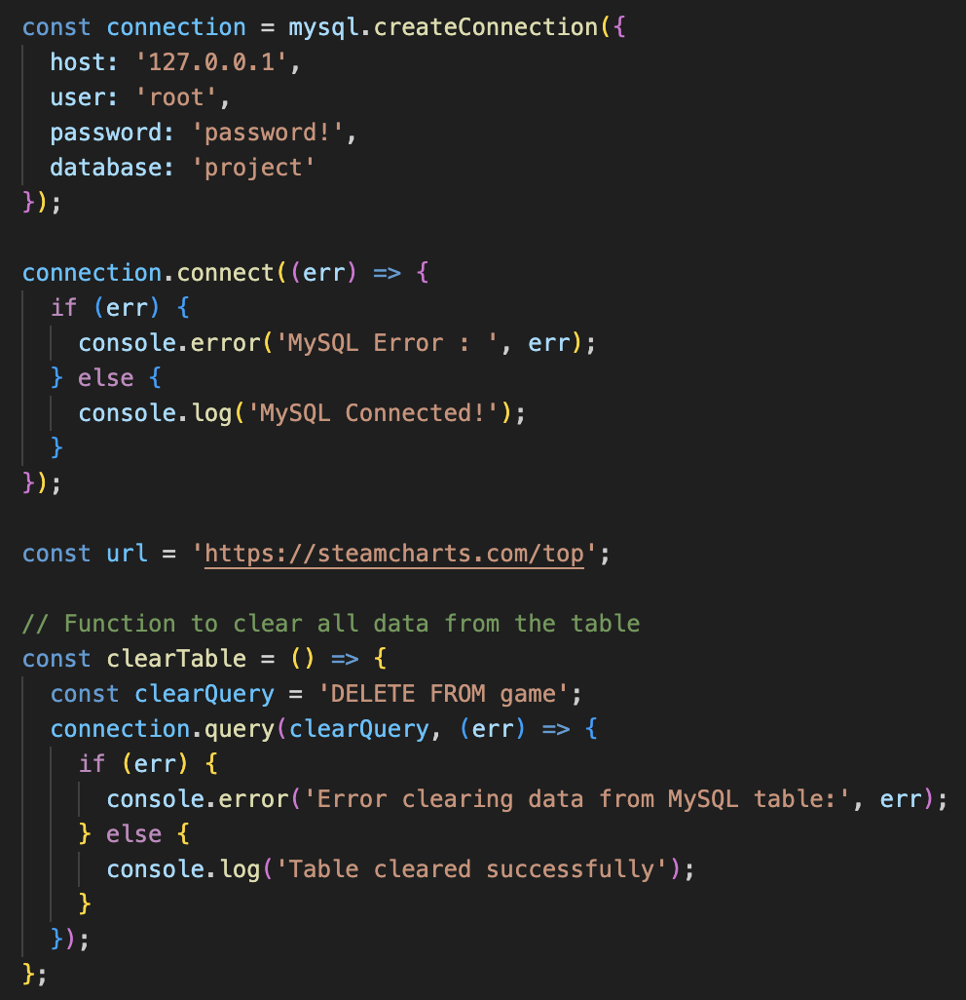 const connection = mysql.createConnection({
  host: '127.0.0.1',
  user: 'root',
  password: 'password!',
  database: 'project'
});

connection.connect((err) => {
  if (err) {
    console.error('MySQL Error : ', err);
  } else {
    console.log('MySQL Connected!');
  }
});

const url = 'https://steamcharts.com/top';

// Function to clear all data from the table
const clearTable = () => {
  const clearQuery = 'DELETE FROM game';
  connection.query(clearQuery, (err) => {
    if (err) {
      console.error('Error clearing data from MySQL table:', err);
    } else {
      console.log('Table cleared successfully');
    }
  });
};